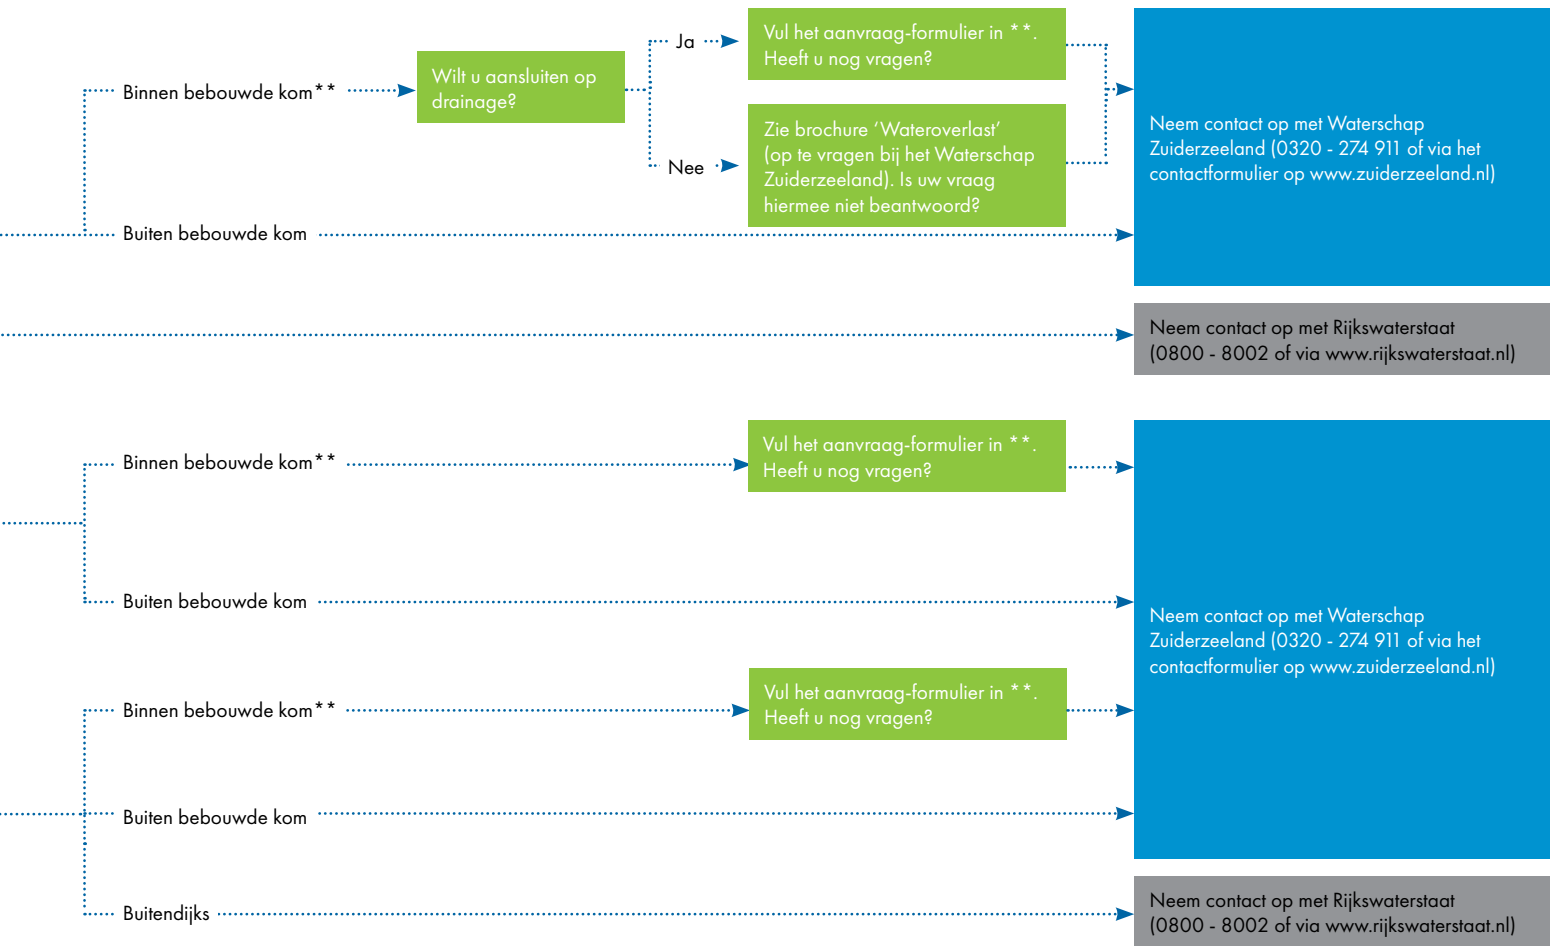 Binnen bebouwde kom**
Wilt u aansluiten op
drainage?
Ja
Vul het aanvraag-formulier in **.
Heeft u nog vragen?
Nee
Zie brochure ‘Wateroverlast’
(op te vragen bij het Waterschap
Zuiderzeeland). Is uw vraag
hiermee niet beantwoord?
Neem contact op met Waterschap
Zuiderzeeland (0320 - 274 911 of via het
contactformulier op www.zuiderzeeland.nl)
Buiten bebouwde kom
Neem contact op met Rijkswaterstaat
(0800 - 8002 of via www.rijkswaterstaat.nl)
Binnen bebouwde kom**
Vul het aanvraag-formulier in **.
Heeft u nog vragen?
Buiten bebouwde kom
Neem contact op met Waterschap
Zuiderzeeland (0320 - 274 911 of via het
contactformulier op www.zuiderzeeland.nl)
Binnen bebouwde kom**
Vul het aanvraag-formulier in **.
Heeft u nog vragen?
Buiten bebouwde kom
Buitendijks
Neem contact op met Rijkswaterstaat
(0800 - 8002 of via www.rijkswaterstaat.nl)